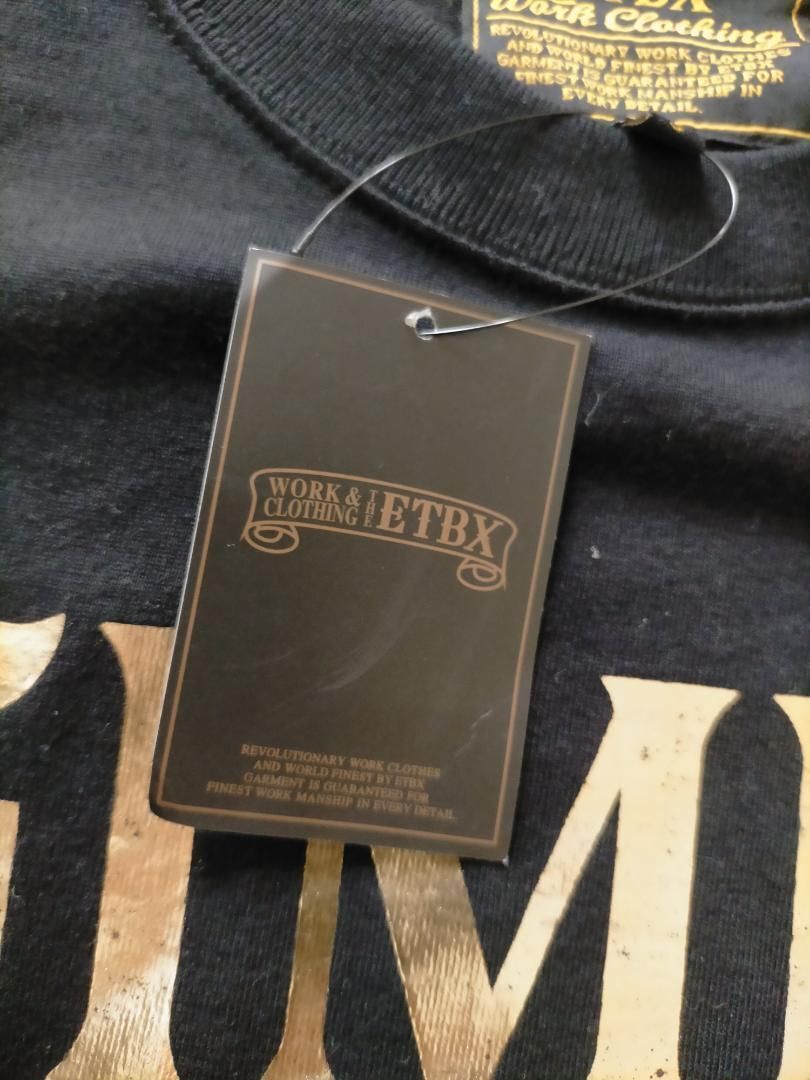 Work Clothing
REVOLUTIONARY WORK CLOTHES
AND WORLD FINEST BY ETBX
GARMENT IS GUARANTEED FOR
FINEST WORK MANSHIP IN
EVERY DETAIL.
WORK & THE ETBX
CLOTHING
REVOLUTIONARY WORK CLOTHES
AND WORLD FINEST BY ETBX
GARMENT IS GUARANTEED FOR
FINEST WORK MANSHIP IN EVERY DETAIL.